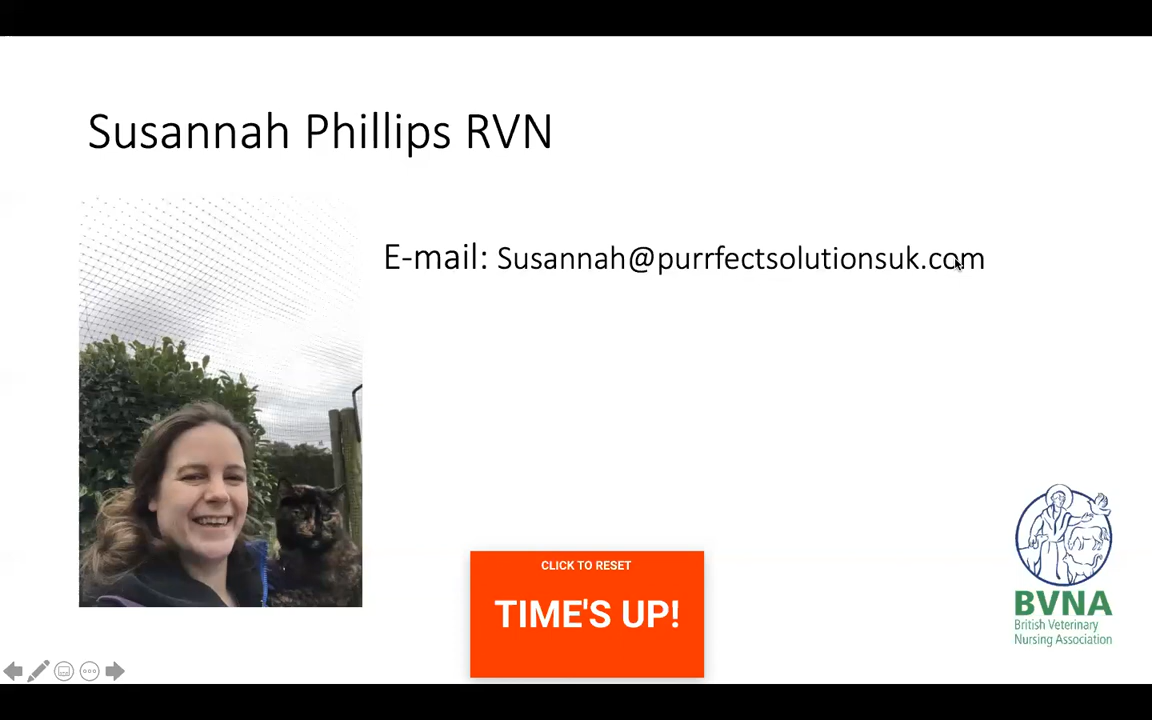 Susannah Phillips RVN
E-mail: Susannah@purrfectsolutionsuk.com
CLICK TO RESET
TIME'S UP!
BVNA
British Veterinary
Nursing Association